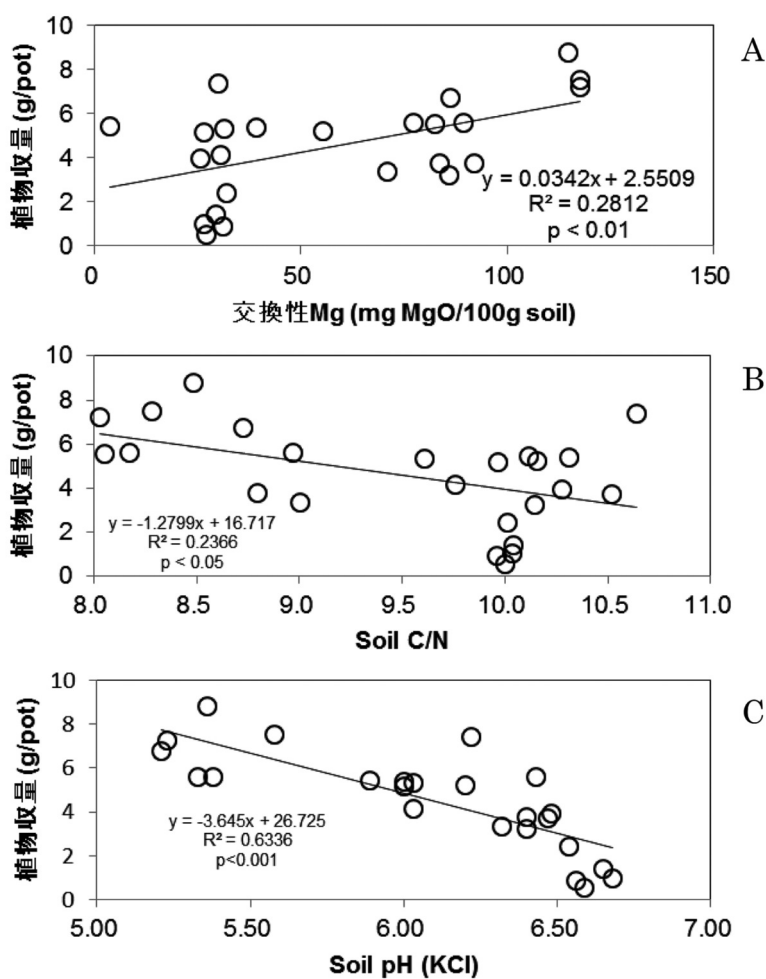 A
植物収量 (g/pot)
10
8
6
4
2
0
0
50
100
150
y = 0.0342x + 2.5509
R² = 0.2812
p < 0.01
交換性Mg (mg MgO/100g soil)
B
植物収量 (g/pot)
10
8
6
4
2
0
8.0
8.5
9.0
9.5
10.0
10.5
11.0
y = -1.2799x + 16.717
R² = 0.2366
p < 0.05
Soil C/N
C
植物収量 (g/pot)
10
8
6
4
2
0
5.00
5.50
6.00
6.50
7.00
y = -3.645x + 26.725
R² = 0.6336
p<0.001
Soil pH (KCl)